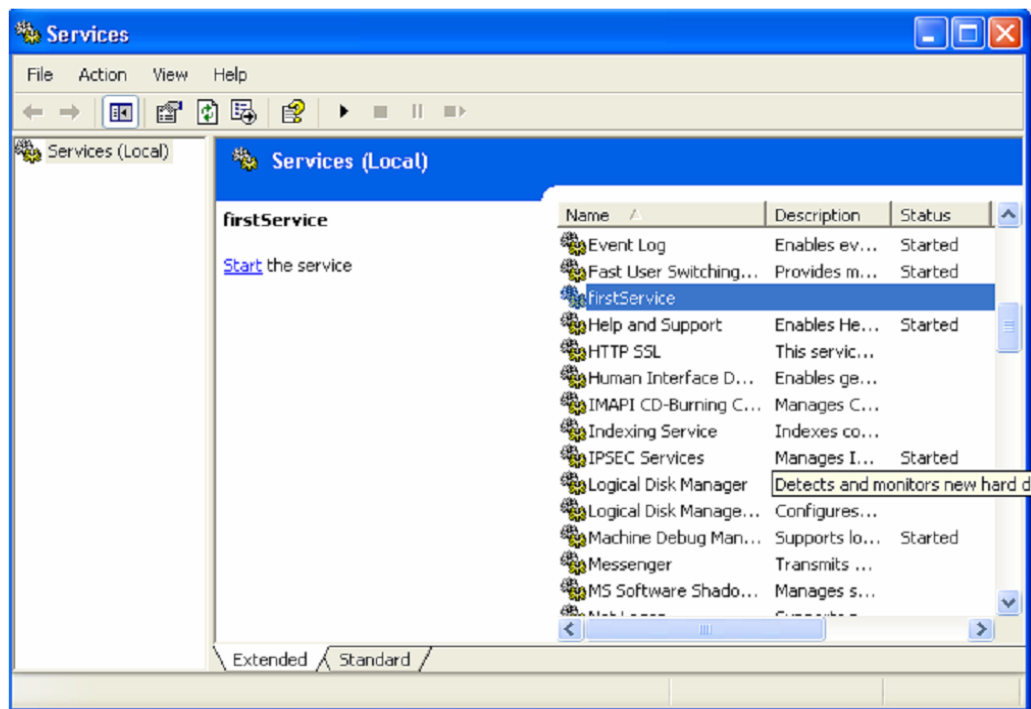 Services
File Action View Help
Services (Local)
Services (Local)
firstService
Start the service
Name Description Status
Event Log Enables ev... Started
Fast User Switching... Provides m... Started
firstService
Help and Support Enables He... Started
HTTP SSL This servic...
Human Interface D... Enables ge...
IMAPI CD-Burning C... Manages C...
Indexing Service Indexes co...
IPSEC Services Manages I... Started
Logical Disk Manager Detects and monitors new hard d
Logical Disk Manage... Configures...
Machine Debug Man... Supports lo... Started
Messenger Transmits ...
MS Software Shado... Manages s...
Extended Standard